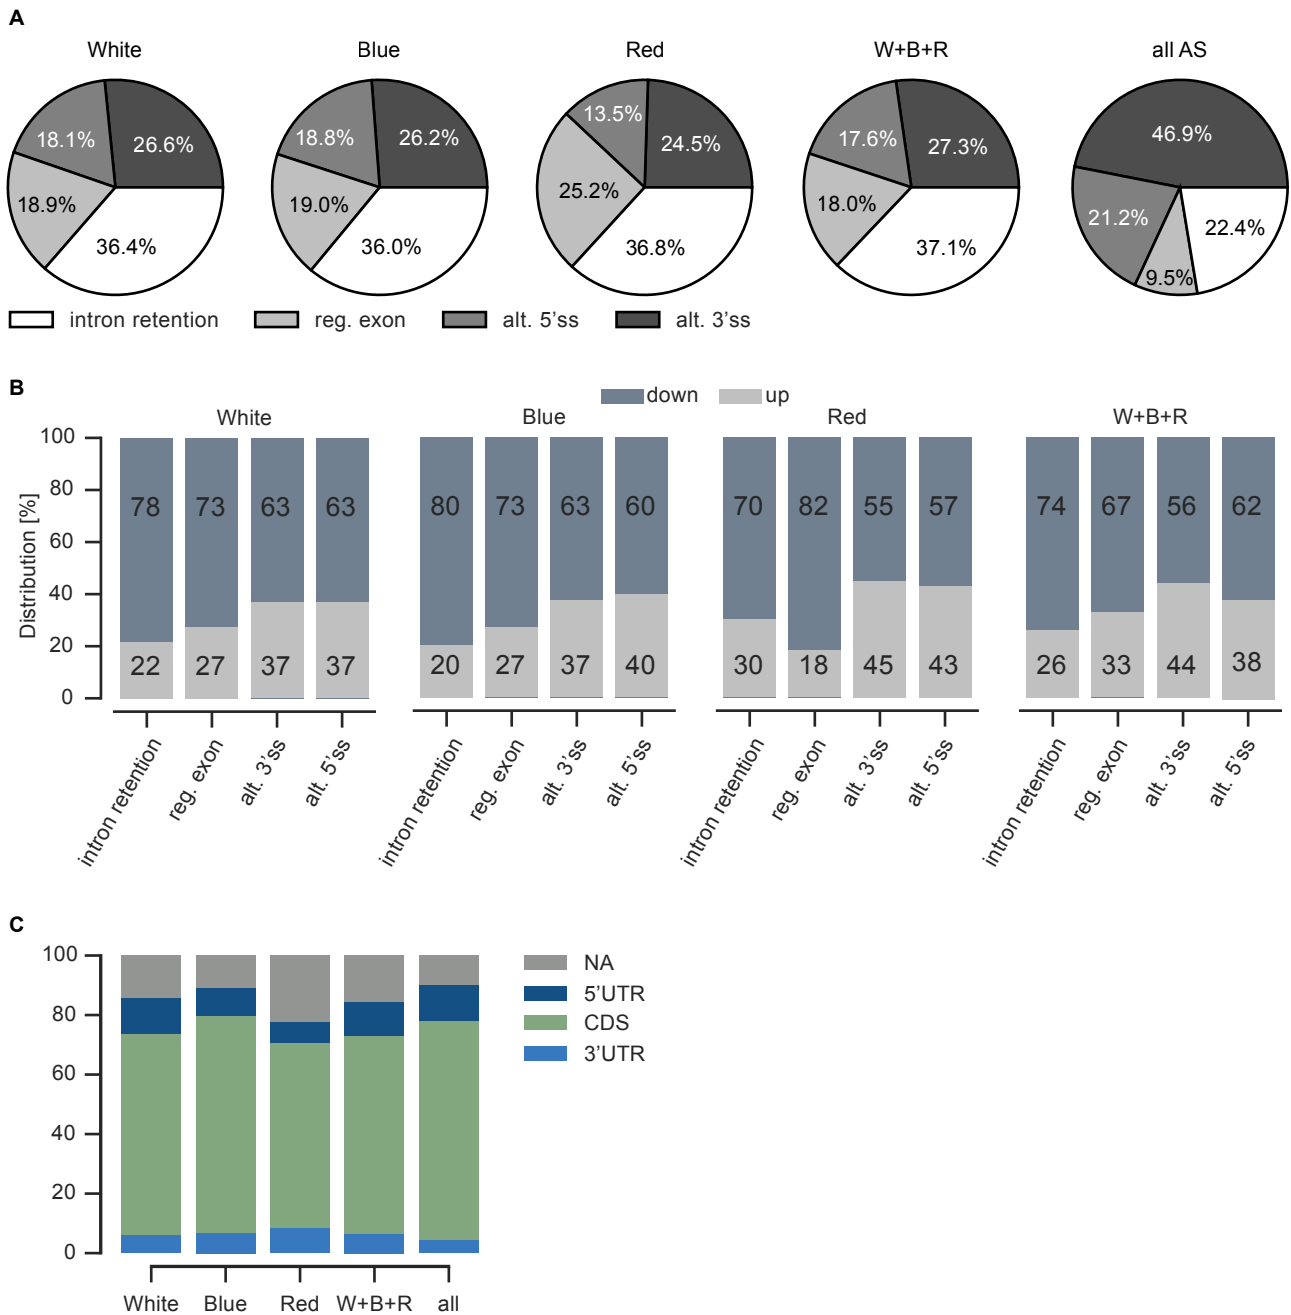 A
White Blue Red W+B+R all AS
18.1% 26.6% 18.9% 36.4%
18.8% 26.2% 19.0% 36.0%
13.5% 24.5% 25.2% 36.8%
17.6% 27.3% 18.0% 37.1%
46.9% 21.2% 22.4% 9.5%
intron retention reg. exon alt. 5'ss alt. 3'ss
B
down up
White Blue Red W+B+R
Distribution [%]
100
80
60
40
20
0
78 73 63 63
22 27 37 37
80 73 63 60
20 27 37 40
70 82 55 57
30 18 45 43
74 67 56 62
26 33 44 38
intron retention reg. exon alt. 3'ss alt. 5'ss
intron retention reg. exon alt. 3'ss alt. 5'ss
intron retention reg. exon alt. 3'ss alt. 5'ss
intron retention reg. exon alt. 3'ss alt. 5'ss
C
100
80
60
40
20
0
NA
5'UTR
CDS
3'UTR
White Blue Red W+B+R all